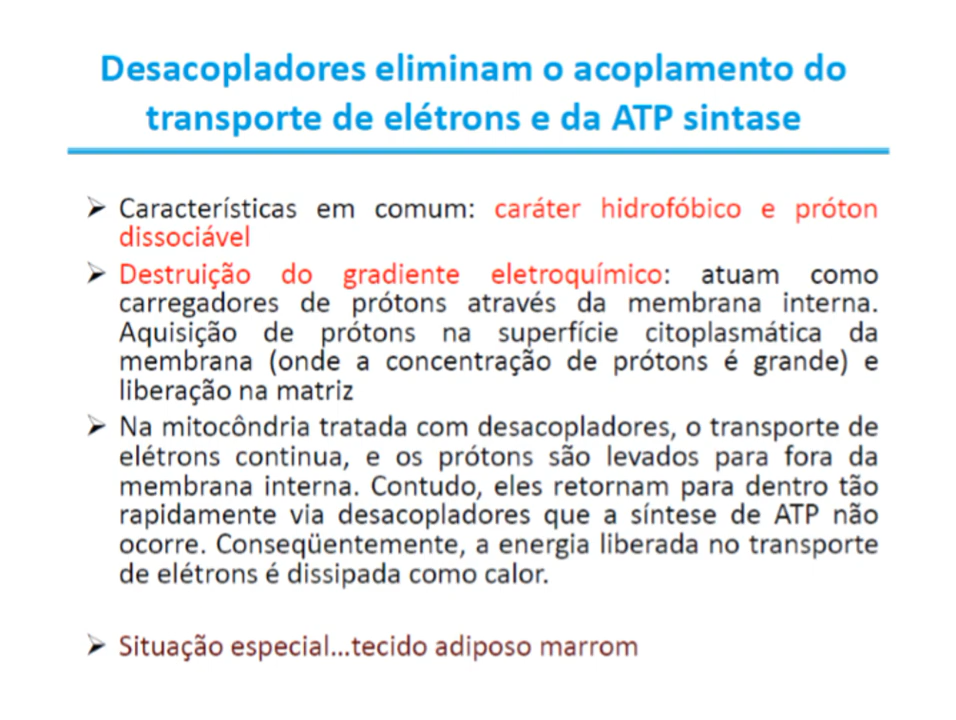 Desacopladores eliminam o acoplamento do
transporte de elétrons e da ATP sintase
➢ Características em comum: caráter hidrofóbico e próton
dissociável
➢ Destruição do gradiente eletroquímico: atuam como
carregadores de prótons através da membrana interna.
Aquisição de prótons na superfície citoplasmática da
membrana (onde a concentração de prótons é grande) e
liberação na matriz
➢ Na mitocôndria tratada com desacopladores, o transporte de
elétrons continua, e os prótons são levados para fora da
membrana interna. Contudo, eles retornam para dentro tão
rapidamente via desacopladores que a síntese de ATP não
ocorre. Conseqüentemente, a energia liberada no transporte
de elétrons é dissipada como calor.
➢ Situação especial...tecido adiposo marrom